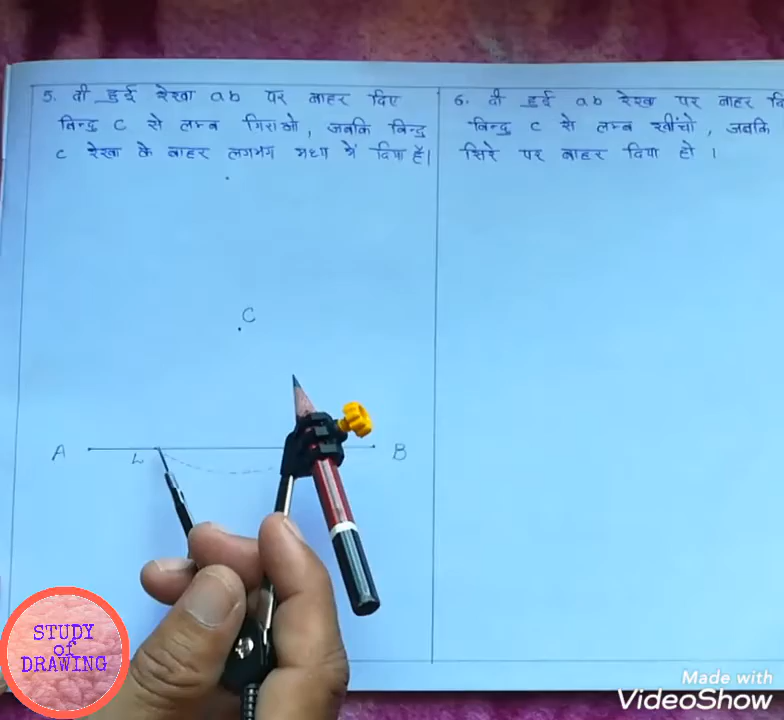 5. दी हुई रेखा ab पर बाहर दिए
बिन्दु C से लम्ब गिराओ, जबकि बिन्दु
C रेखा के बाहर लगभग मध्य में दिया है।
6. दी हुई ab रेखा पर बाहर
बिन्दु C से लम्ब खींचो, जबकि
सिरे पर बाहर दिया हो।
C
A
L
B
STUDY
of
DRAWING
Made with
VideoShow